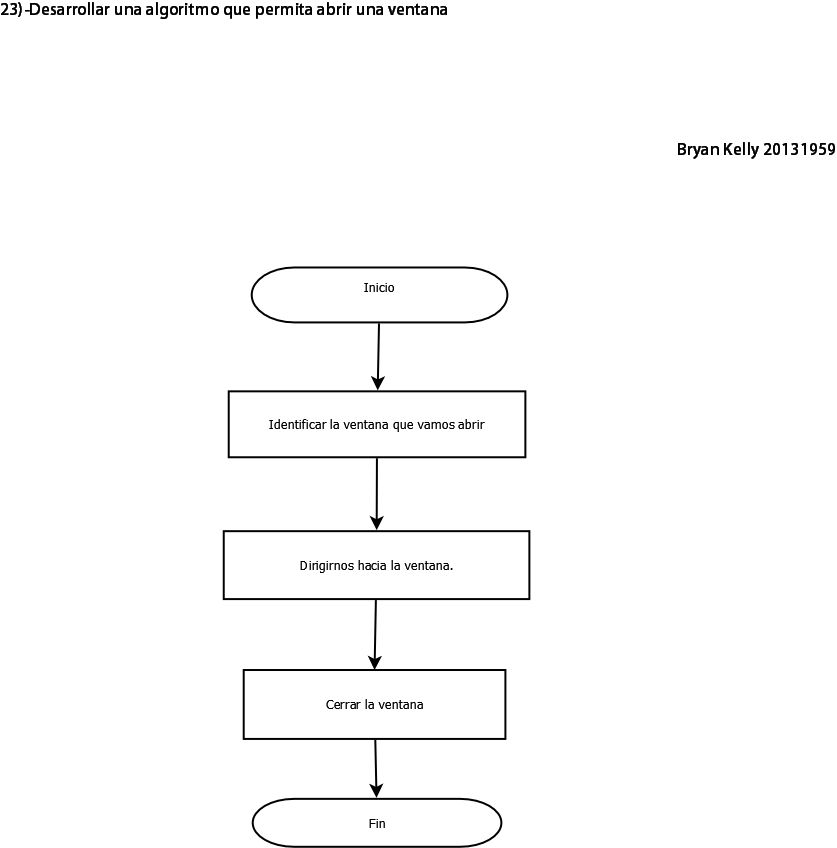 23)-Desarrollar una algoritmo que permita abrir una ventana
Bryan Kelly 20131959
Inicio
Identificar la ventana que vamos abrir
Dirigirnos hacia la ventana.
Cerrar la ventana
Fin